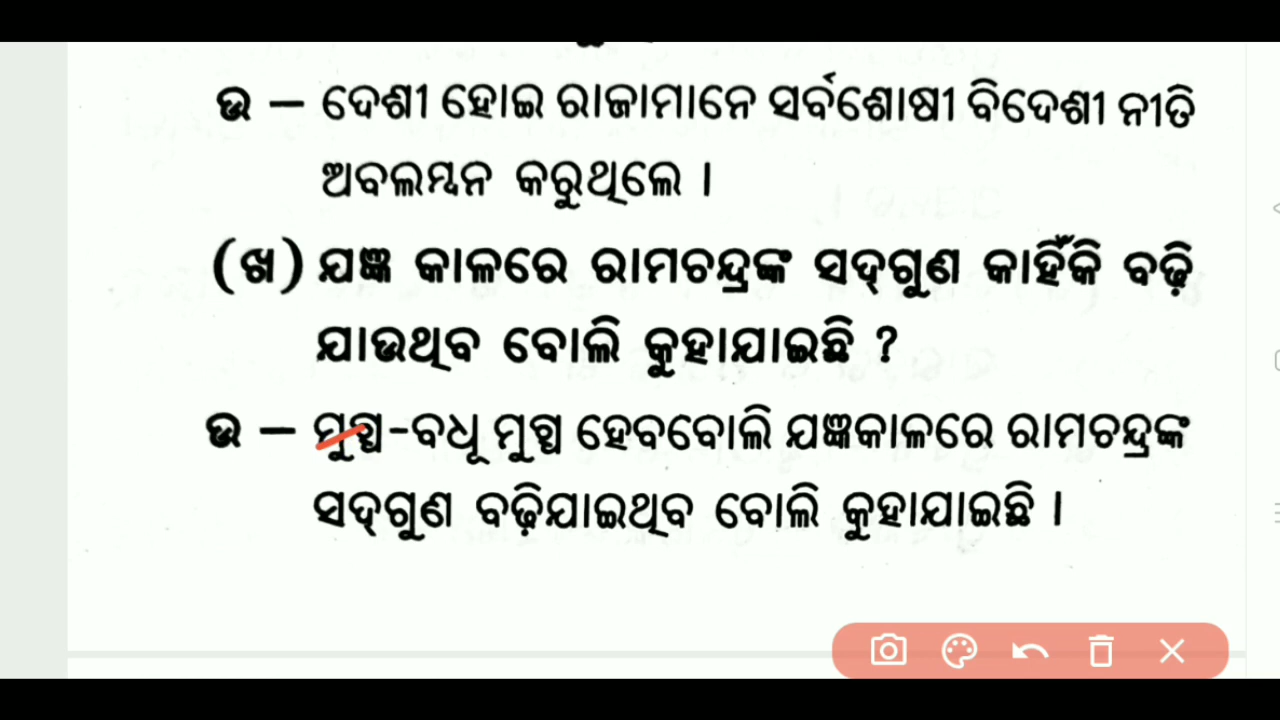 ଉ – ଦେଶୀ ହୋଇ ରାଜାମାନେ ସର୍ବଶୋଷୀ ବିଦେଶୀ ନୀତି
ଅବଲମ୍ବନ କରୁଥିଲେ ।
(ଖ) ଯଜ୍ଞ କାଳରେ ରାମଚନ୍ଦ୍ରଙ୍କ ସଦ୍‌ଗୁଣ କାହିଁକି ବଢ଼ି
ଯାଉଥିବ ବୋଲି କୁହାଯାଇଛି ?
ଉ – ମୁଗ୍ଧ-ବଧୂ ମୁଗ୍ଧ ହେବବୋଲି ଯଜ୍ଞକାଳରେ ରାମଚନ୍ଦ୍ରଙ୍କ
ସଦ୍‌ଗୁଣ ବଢ଼ିଯାଇଥିବ ବୋଲି କୁହାଯାଇଛି ।